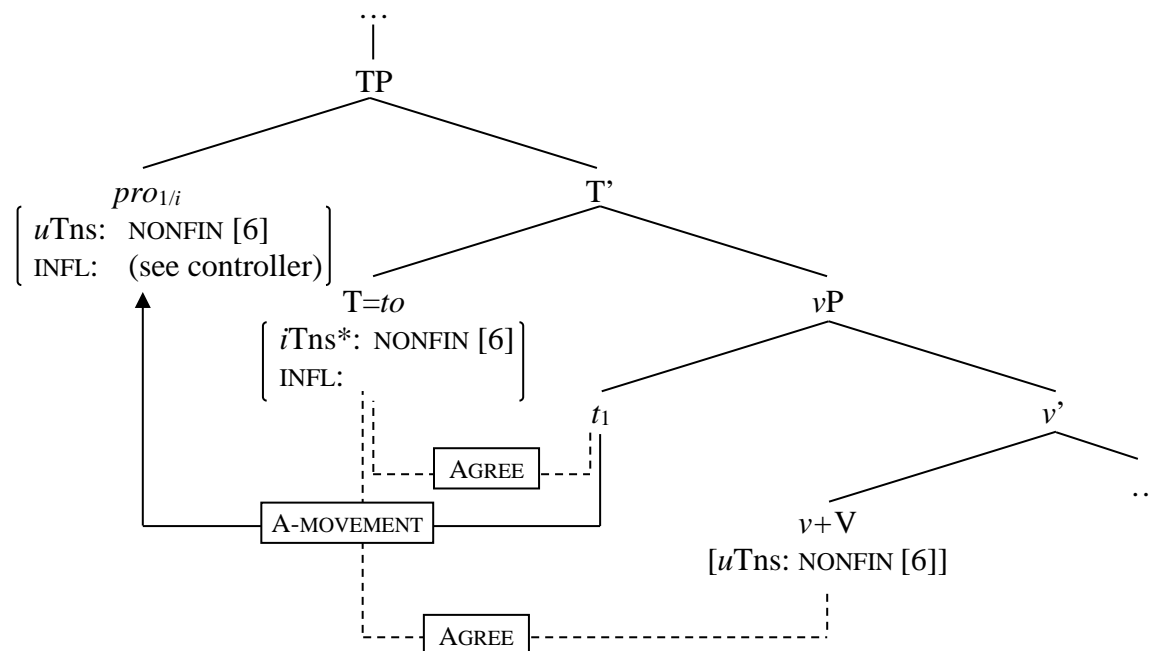 …
TP
pro1/i
uTns: NONFIN [6]
INFL: (see controller)
T’
T=to
iTns*: NONFIN [6]
INFL:
vP
t1
v’
AGREE
A-MOVEMENT
v+V
[uTns: NONFIN [6]]
..
AGREE